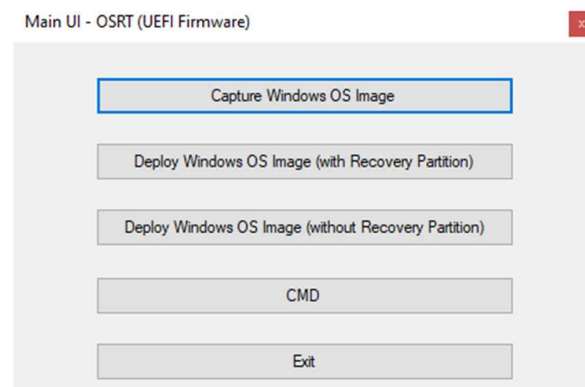 Main UI - OSRT (UEFI Firmware)
x
Capture Windows OS Image
Deploy Windows OS Image (with Recovery Partition)
Deploy Windows OS Image (without Recovery Partition)
CMD
Exit